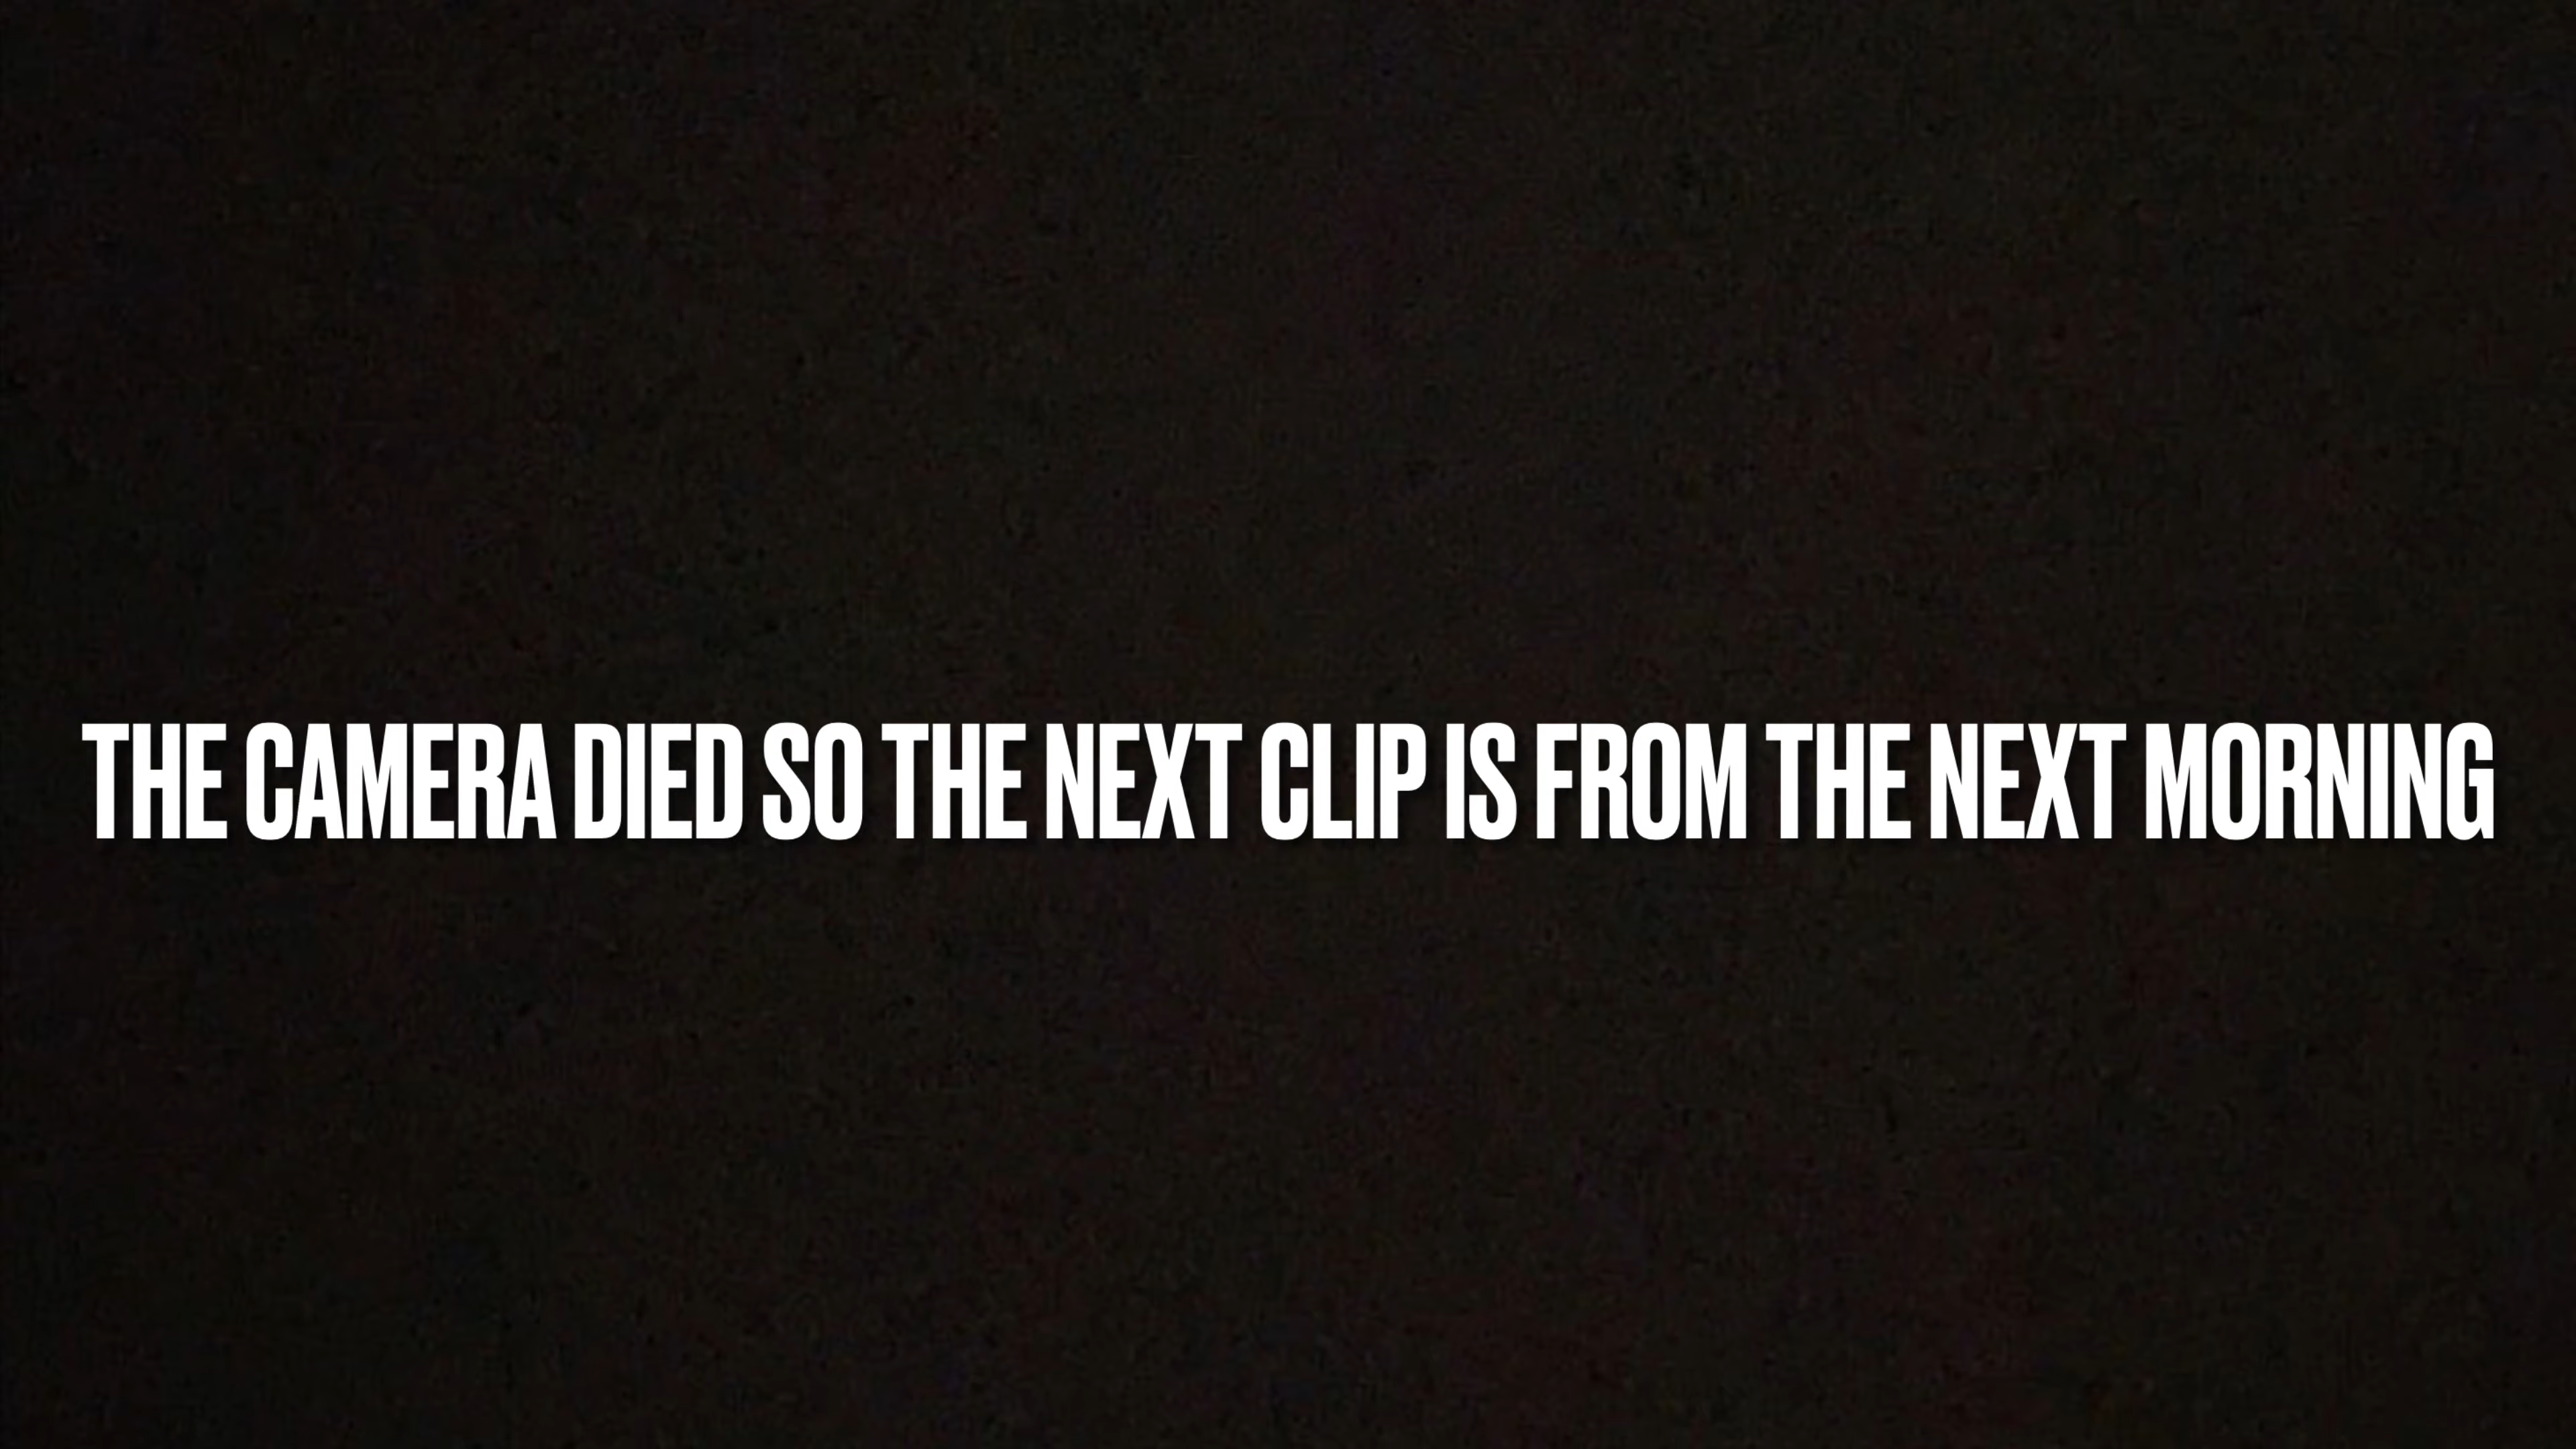 THE CAMERA DIED SO THE NEXT CLIP IS FROM THE NEXT MORNING